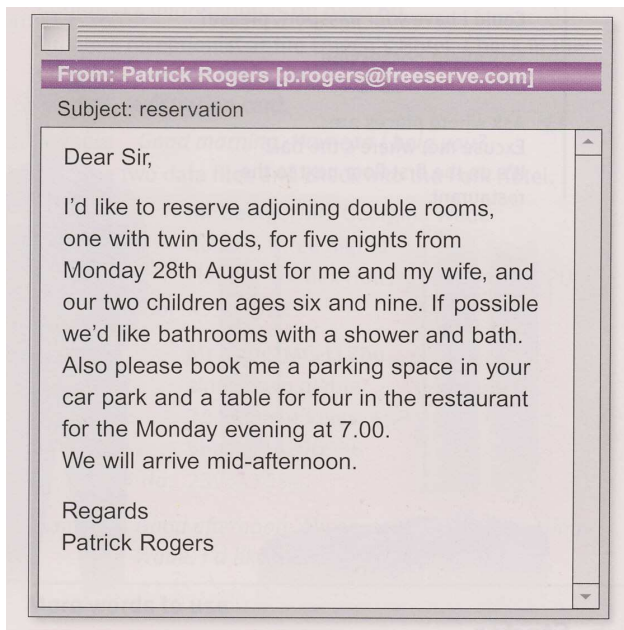 From: Patrick Rogers [p.rogers@freeserve.com]
Subject: reservation
Dear Sir,
I'd like to reserve adjoining double rooms,
one with twin beds, for five nights from
Monday 28th August for me and my wife, and
our two children ages six and nine. If possible
we'd like bathrooms with a shower and bath.
Also please book me a parking space in your
car park and a table for four in the restaurant
for the Monday evening at 7.00.
We will arrive mid-afternoon.
Regards
Patrick Rogers